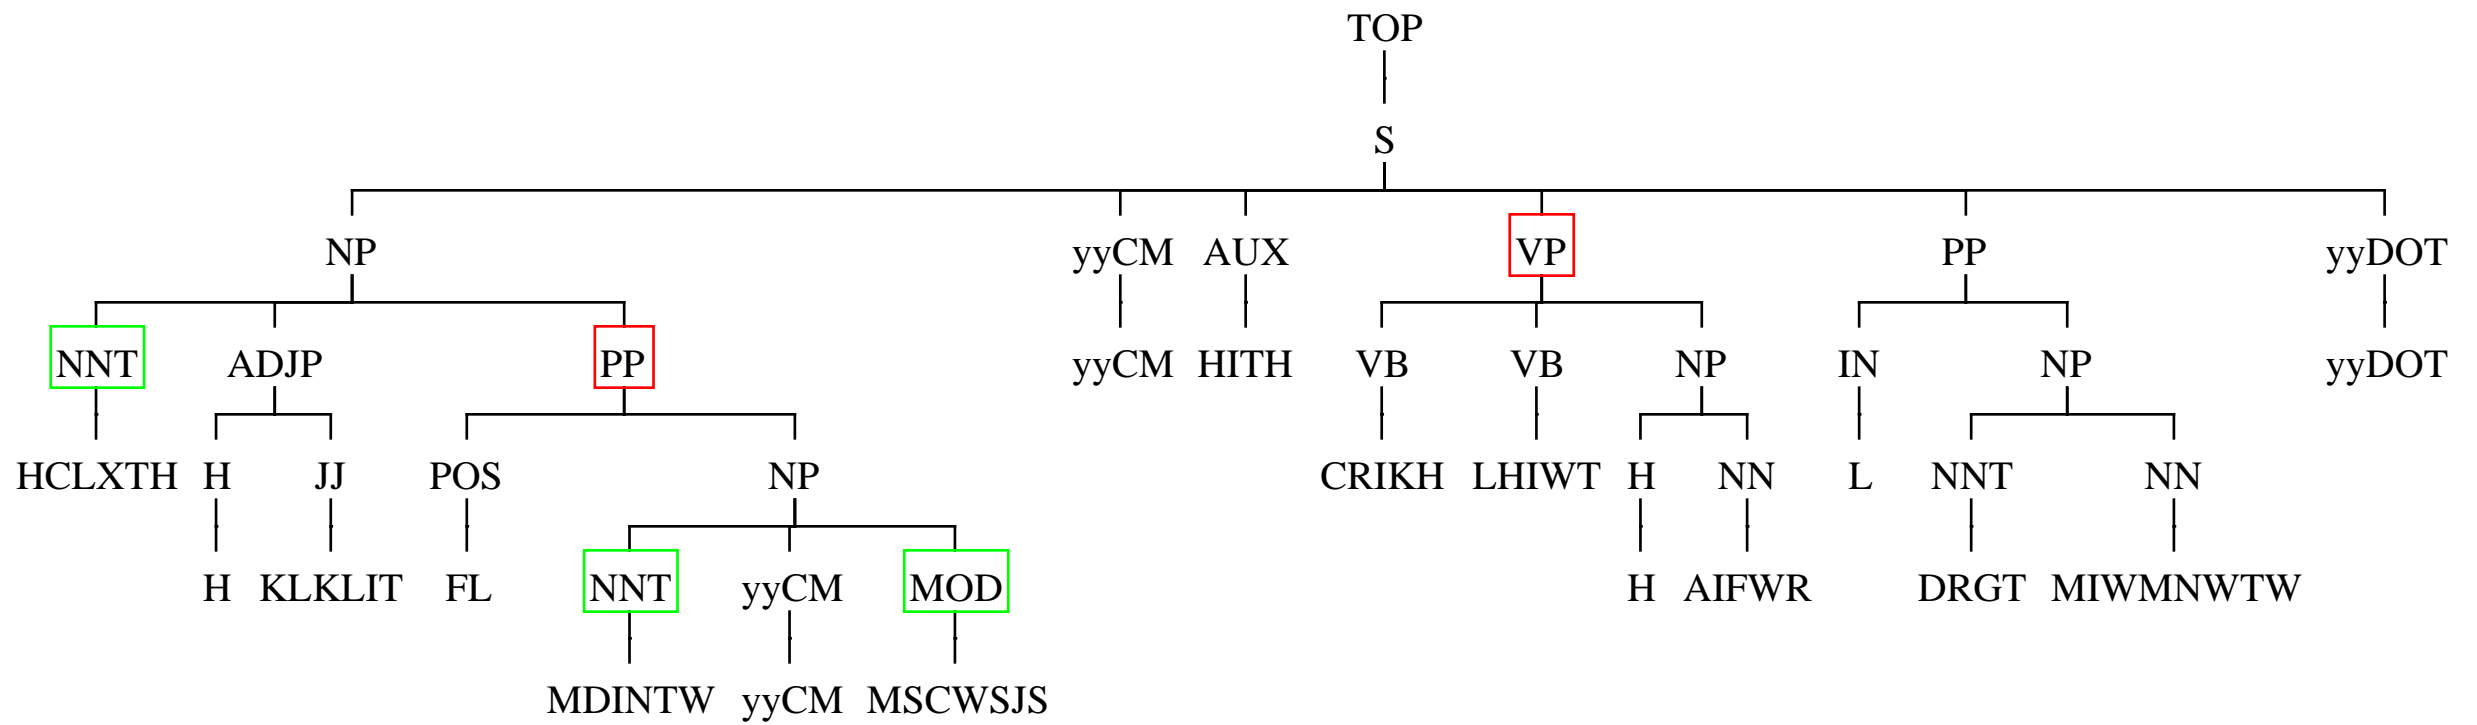 TOP
S
NP yyCM AUX VP PP yyDOT
NNT ADJP PP yyCM HITH VB VB NP IN NP yyDOT
HCLXTH H JJ POS NP CRIKH LHIWT H NN L NNT NN
H KLKLIT FL NNT yyCM MOD H AIFWR DRGT MIWMNWTW
MDINTW yyCM MSCWSJS